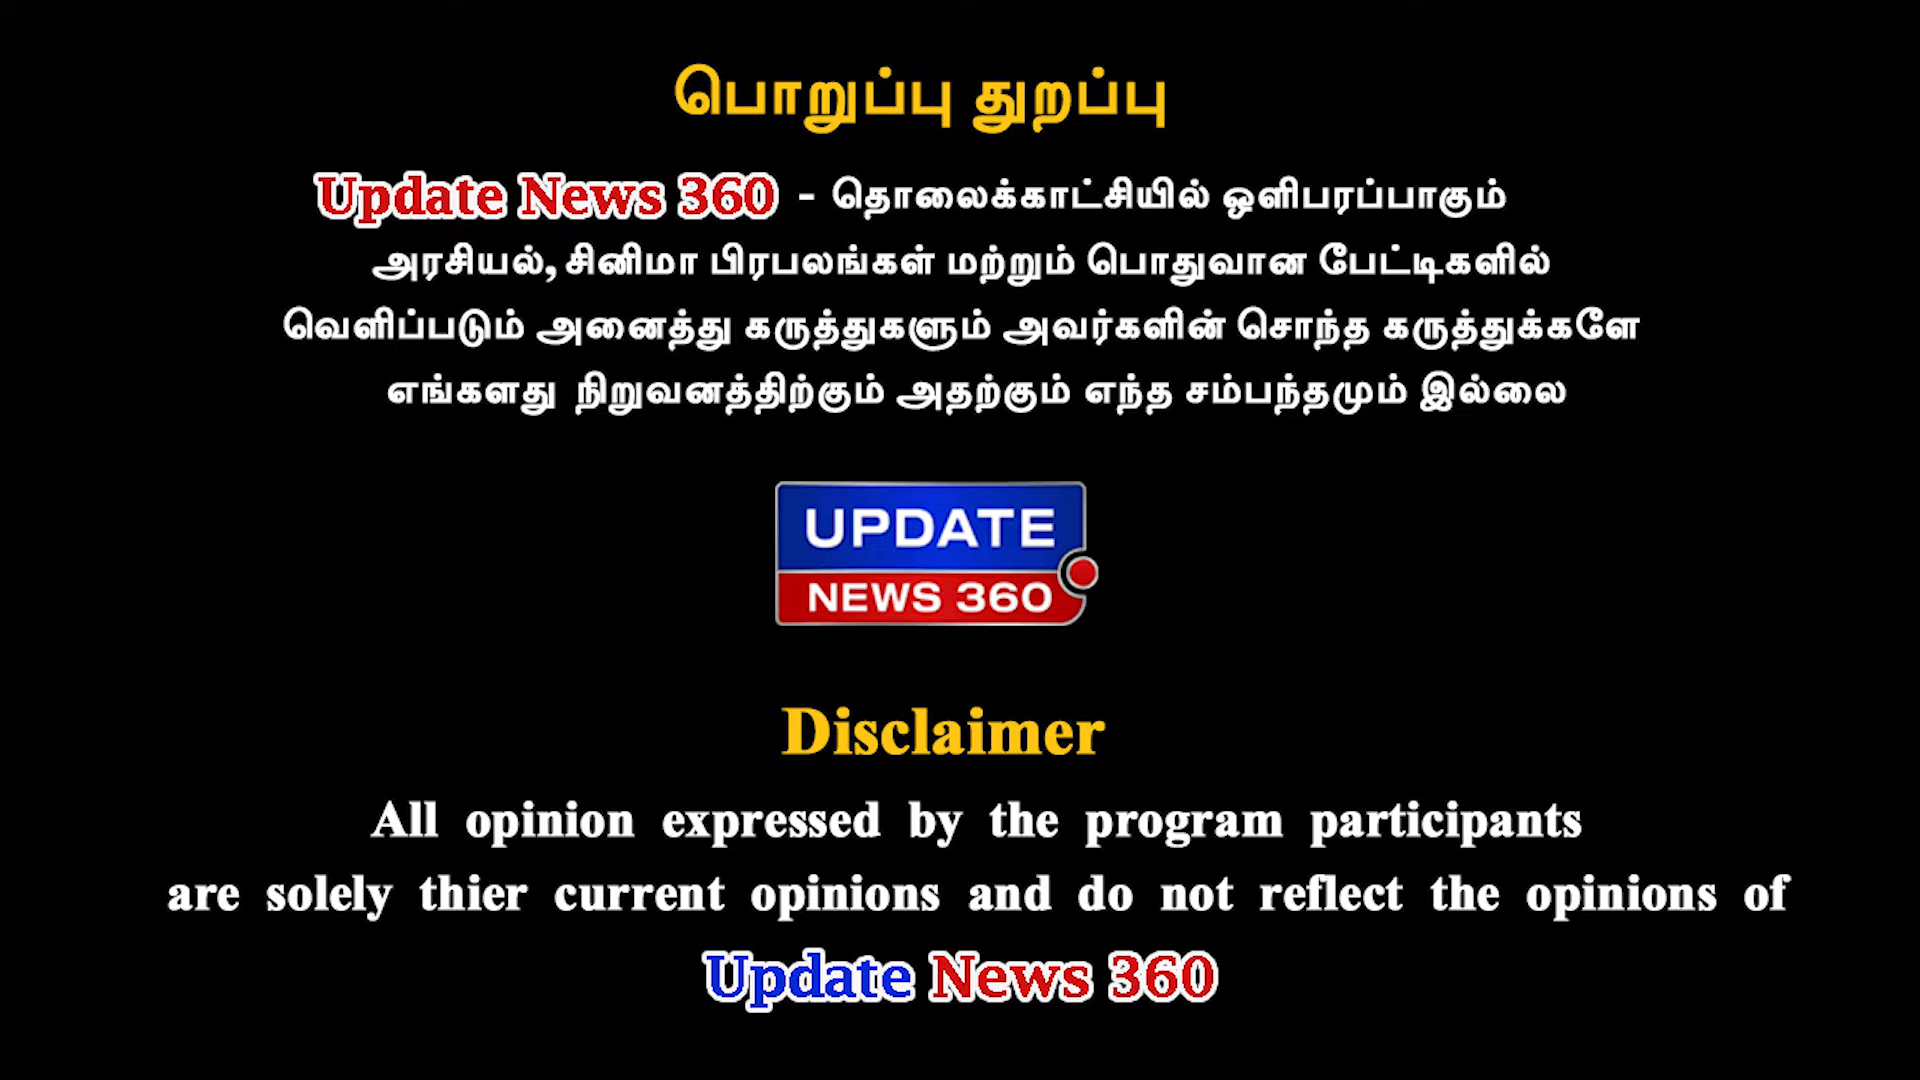 பொறுப்பு துறப்பு
Update News 360 - தொலைக்காட்சியில் ஒளிபரப்பாகும்
அரசியல், சினிமா பிரபலங்கள் மற்றும் பொதுவான பேட்டிகளில்
வெளிப்படும் அனைத்து கருத்துகளும் அவர்களின் சொந்த கருத்துக்களே
எங்களது நிறுவனத்திற்கும் அதற்கும் எந்த சம்பந்தமும் இல்லை
UPDATE
NEWS 360
Disclaimer
All opinion expressed by the program participants
are solely thier current opinions and do not reflect the opinions of
Update News 360